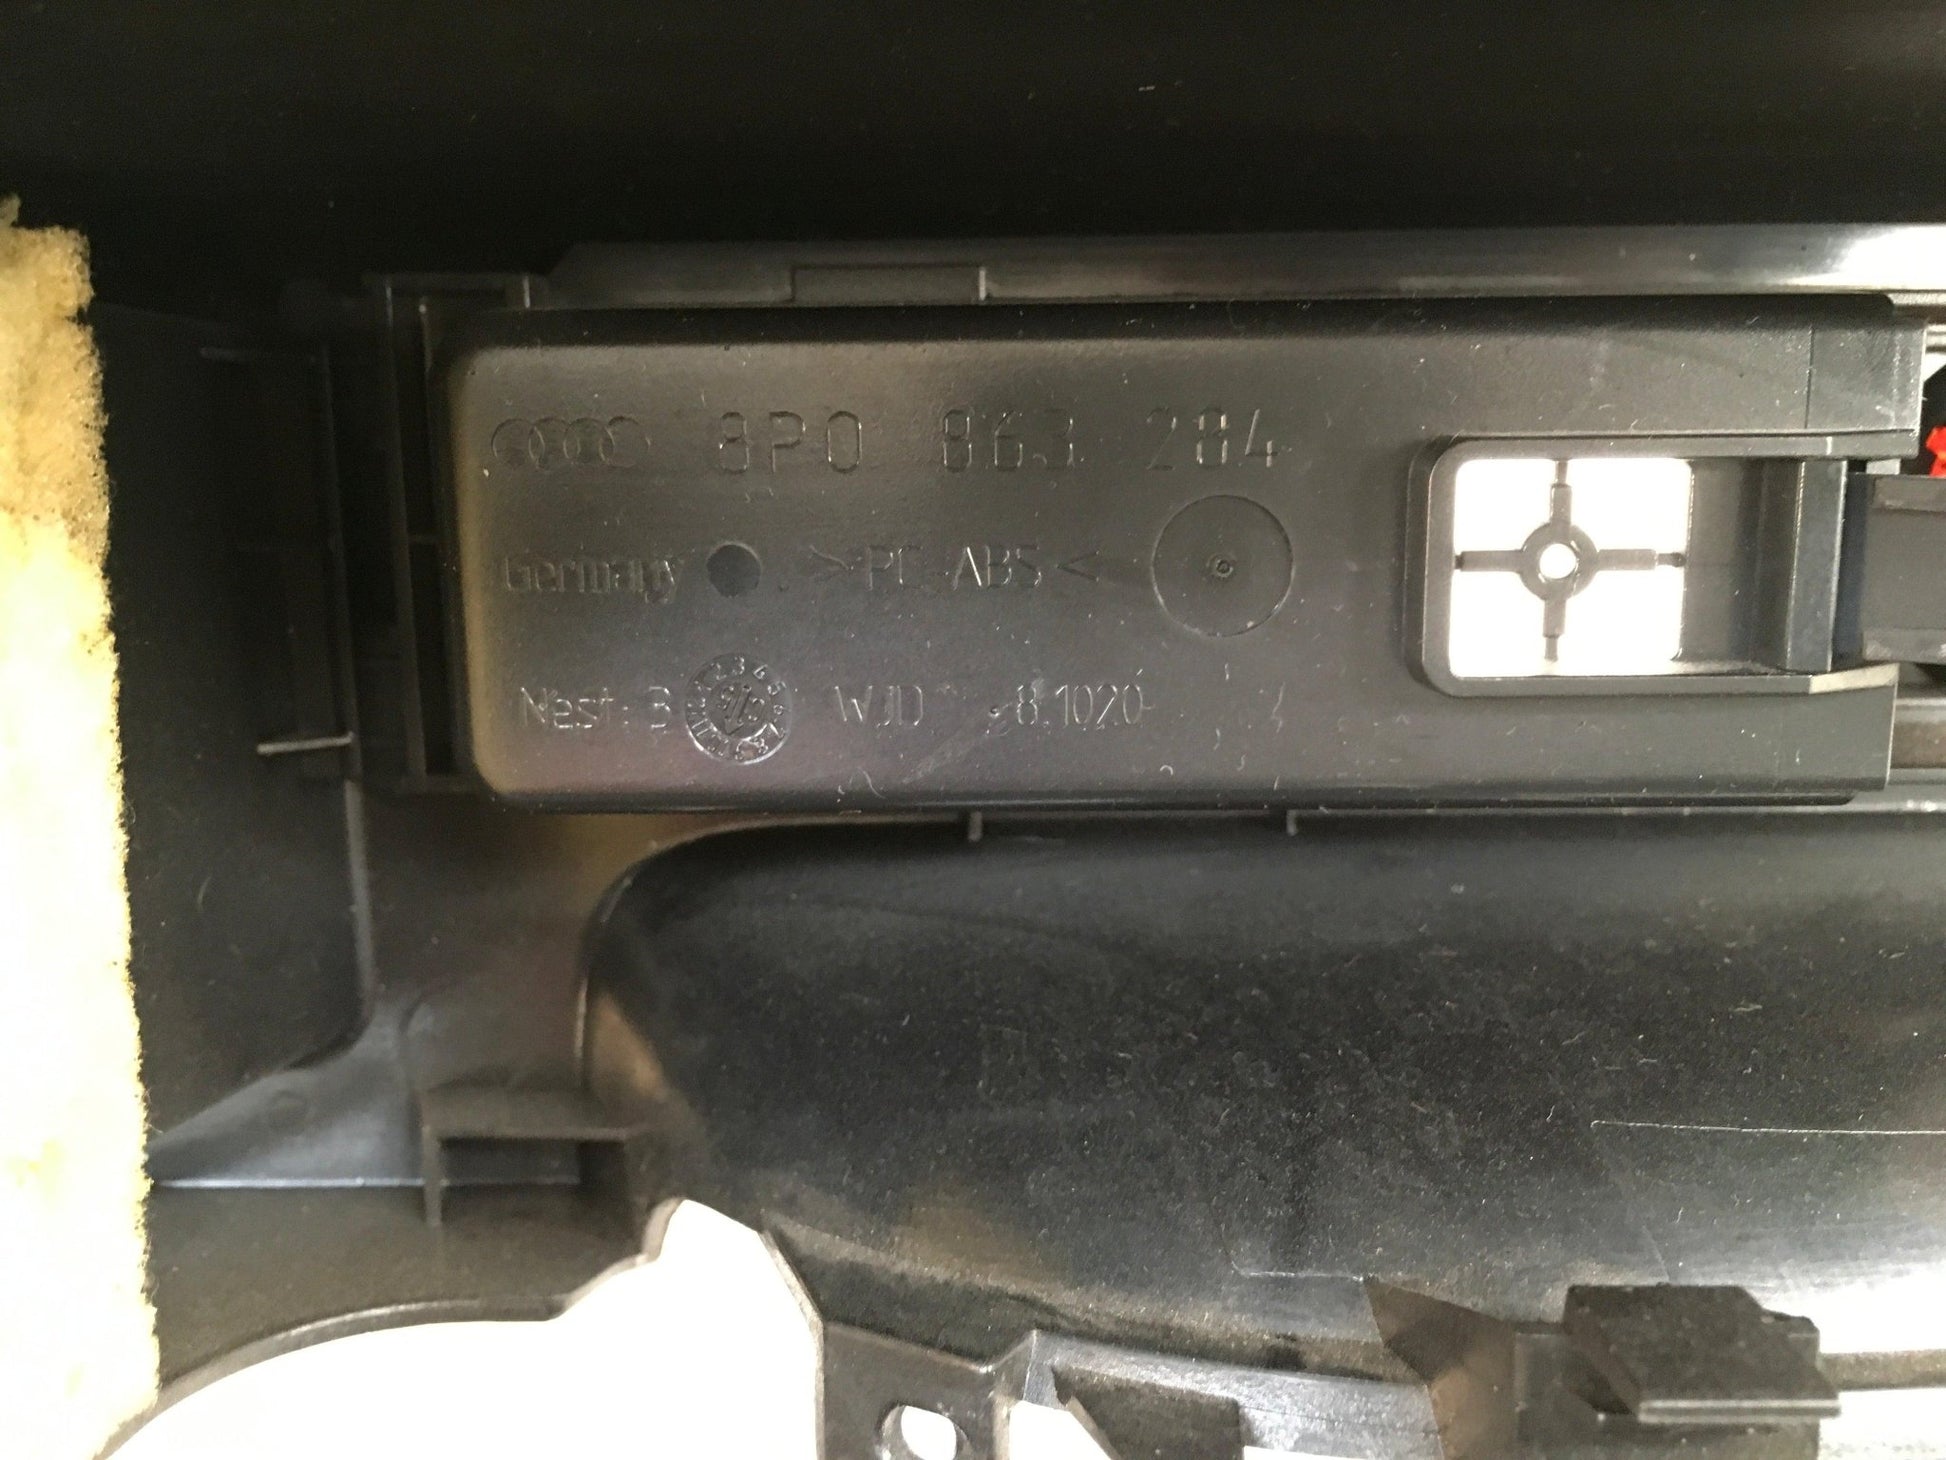 8P0 863 284
Germany >PC-ABS<
Nest: 3 WJD 8.1020